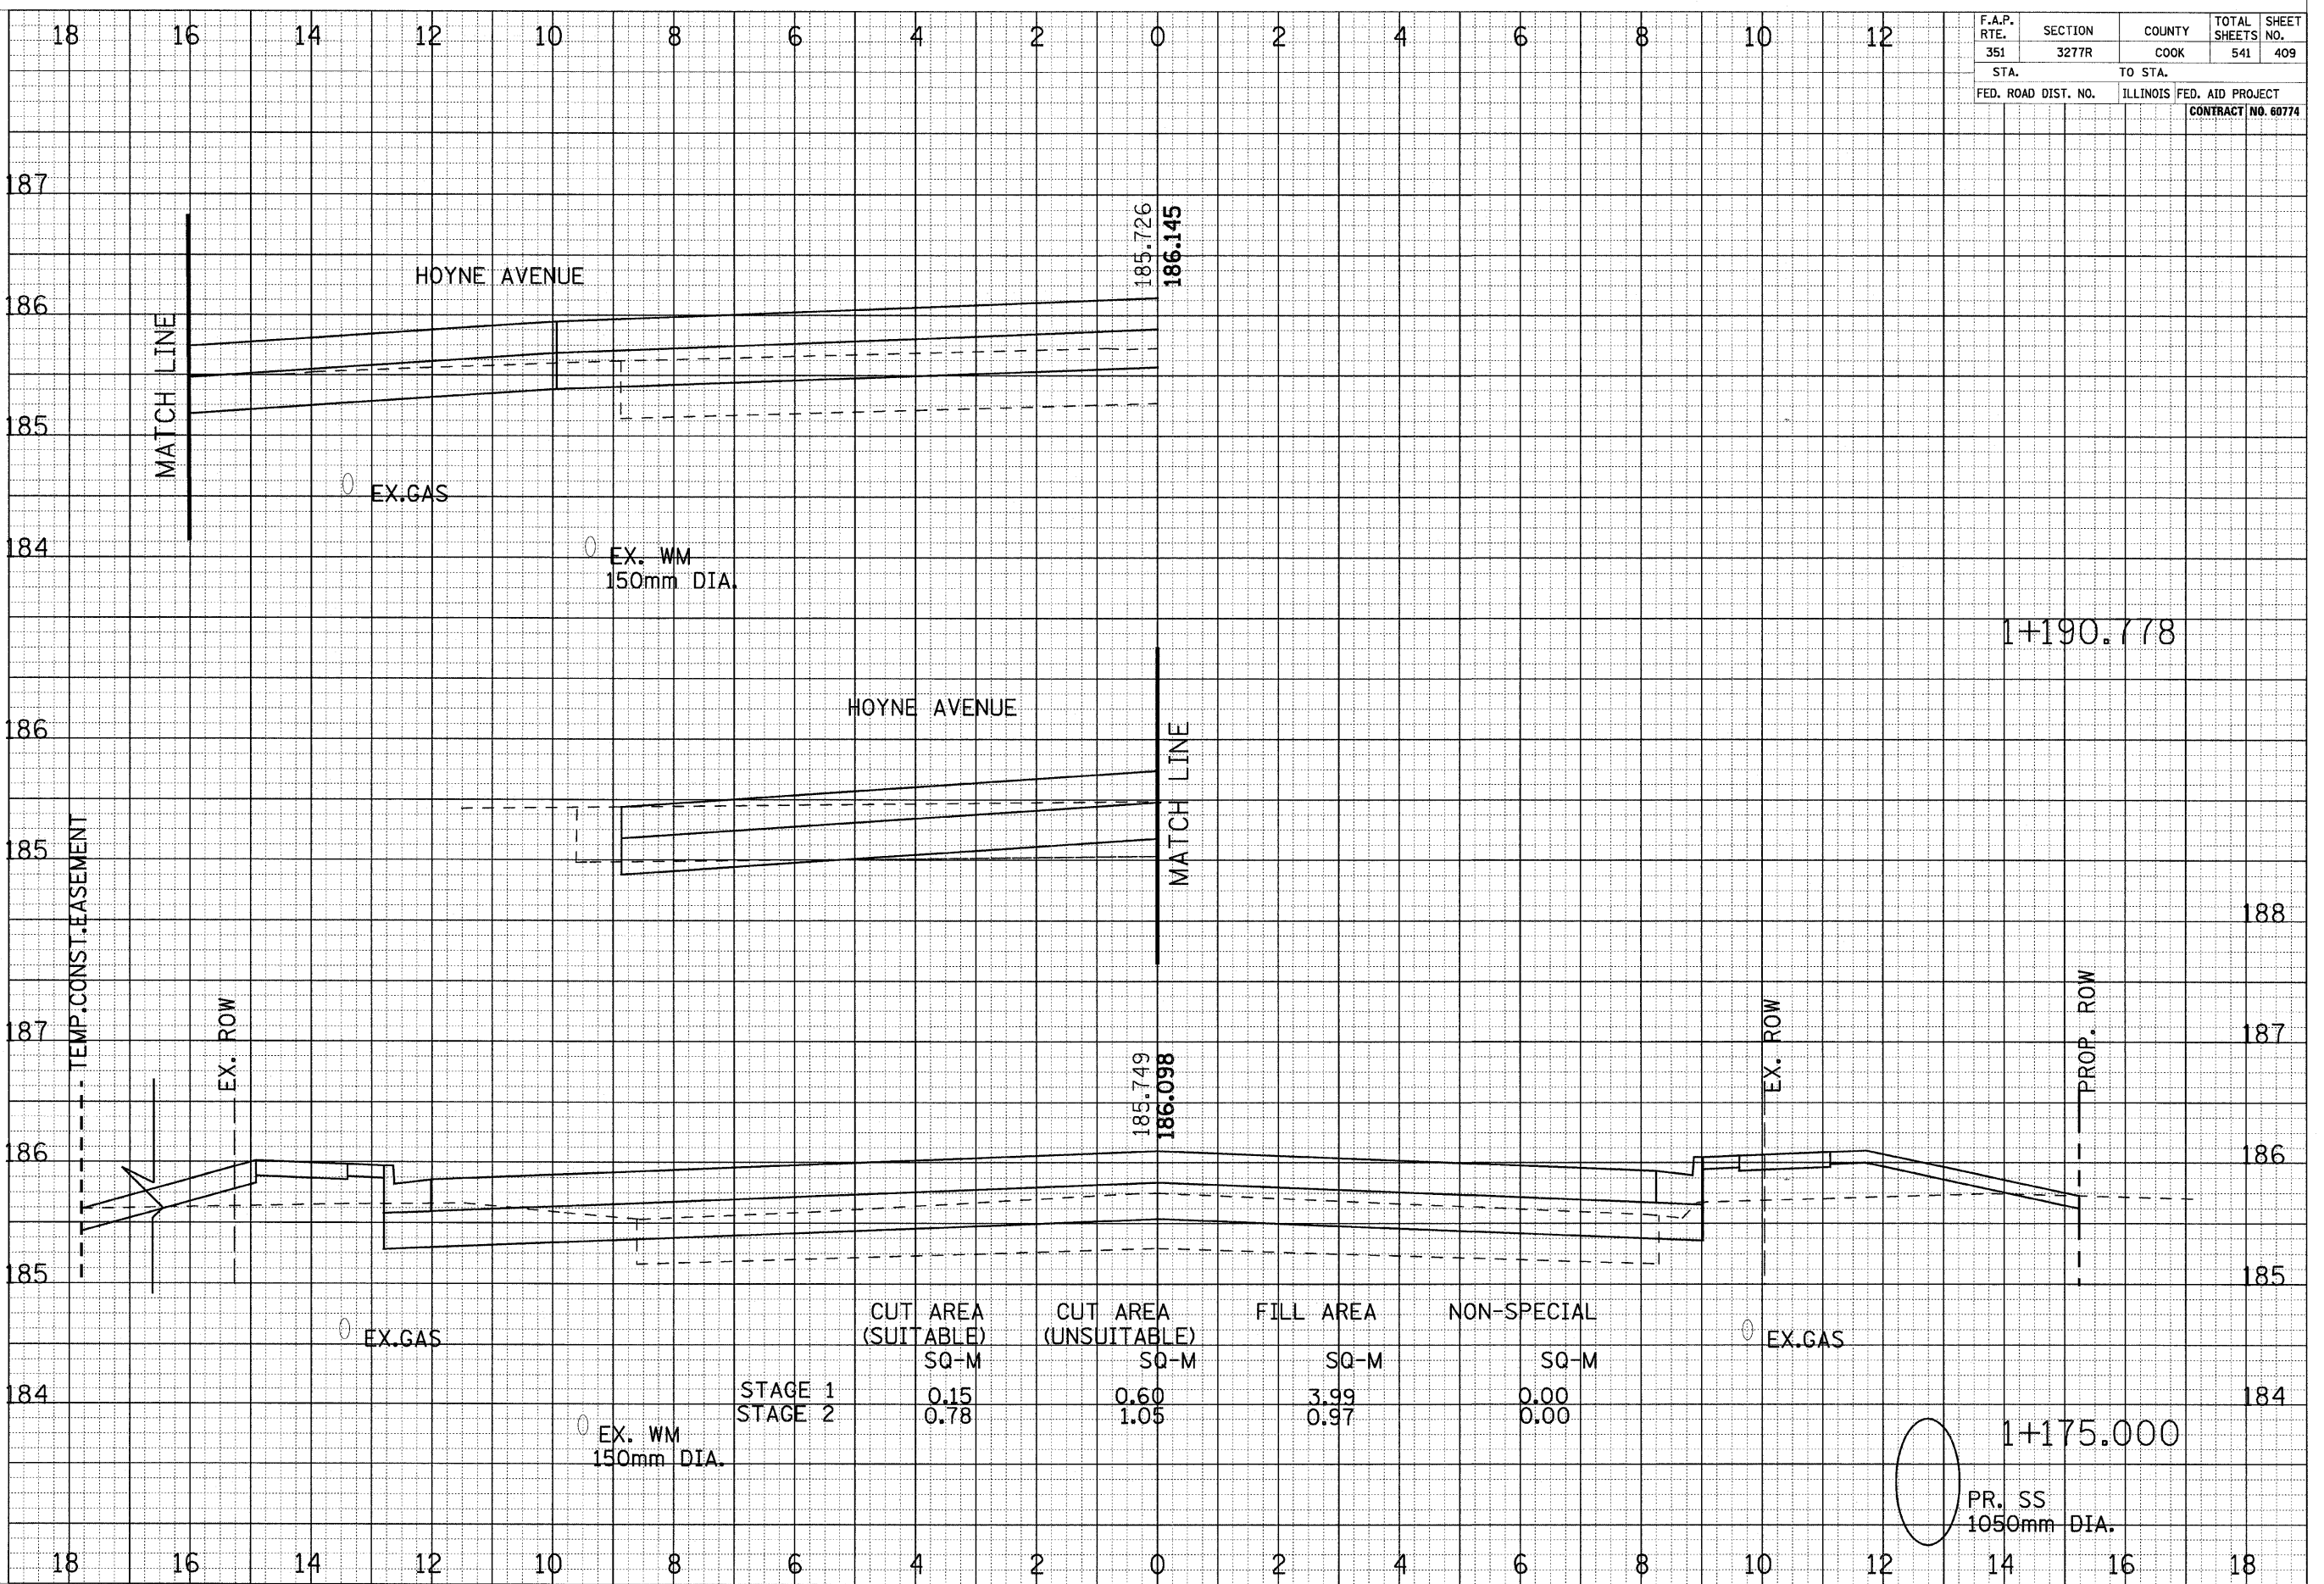 18 16 14 12 10 8 6 4 2 0 2 4 6 8 10 12
F.A.P. RTE. SECTION COUNTY TOTAL SHEETS SHEET NO.
351 3277R COOK 541 409
STA. TO STA.
FED. ROAD DIST. NO. ILLINOIS FED. AID PROJECT
CONTRACT NO. 60774
187
185.726
186.145
HOYNE AVENUE
186
MATCH LINE
185
EX.GAS
184
EX. WM
150mm DIA.
1+190.778
HOYNE AVENUE
186
MATCH LINE
185
TEMP.CONST.EASEMENT
188
187
EX. ROW
185.749
186.098
EX. ROW
PROP. ROW
187
186
186
185
185
CUT AREA CUT AREA FILL AREA NON-SPECIAL
(SUITABLE) (UNSUITABLE)
SQ-M SQ-M SQ-M SQ-M
EX.GAS
EX.GAS
184
STAGE 1 0.15 0.60 3.99 0.00
STAGE 2 0.78 1.05 0.97 0.00
184
EX. WM
150mm DIA.
1+175.000
PR. SS
1050mm DIA.
18 16 14 12 10 8 6 4 2 0 2 4 6 8 10 12 14 16 18